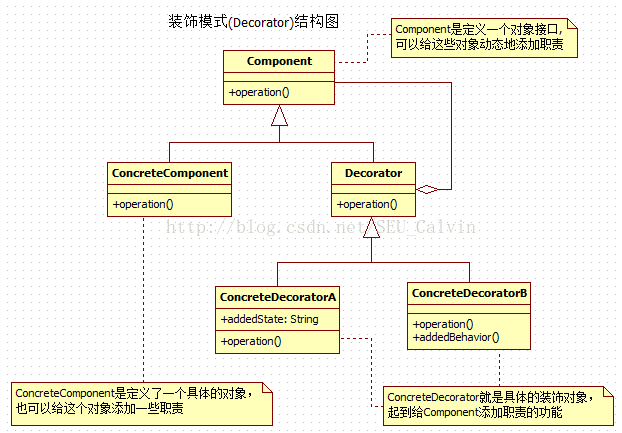 装饰模式(Decorator)结构图
Component是定义一个对象接口,
可以给这些对象动态地添加职责
Component
+operation()
ConcreteComponent
+operation()
Decorator
+operation()
http://blog.csdn.net/SEU_Calvin
ConcreteDecoratorA
+addedState: String
+operation()
ConcreteDecoratorB
+operation()
+addedBehavior()
ConcreteComponent是定义了一个具体的对象，
也可以给这个对象添加一些职责
ConcreteDecorator就是具体的装饰对象，
起到给Component添加职责的功能